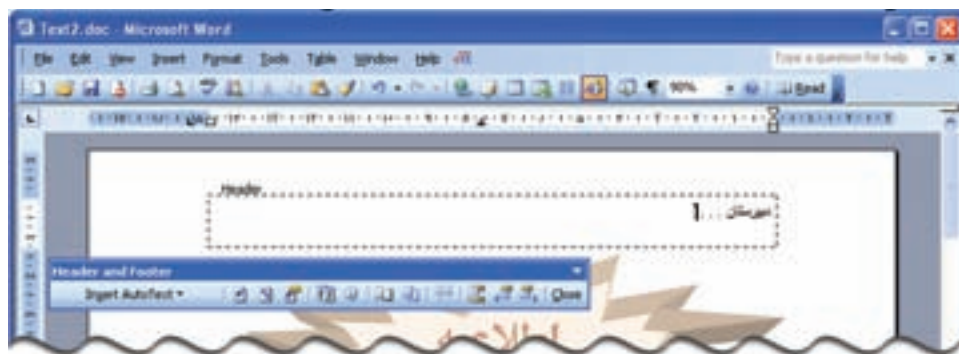 Text2.doc - Microsoft Word
File Edit View Insert Format Tools Table Window Help
Type a question for help
90% Read
Header
دبیرستان ...
Header and Footer
Insert AutoText Close